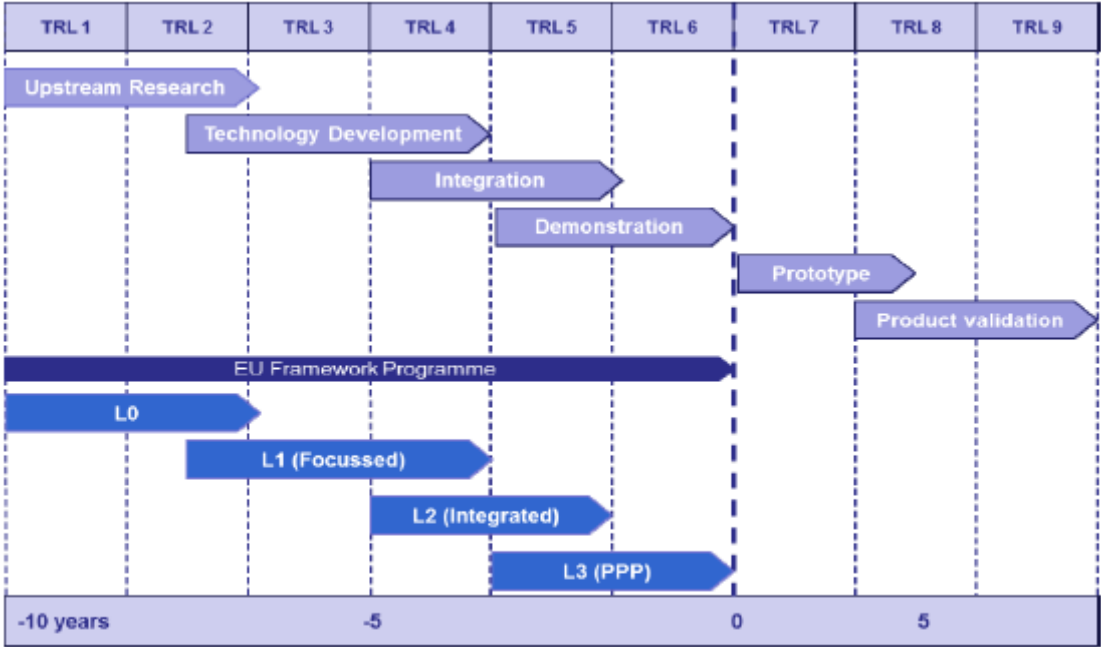 TRL 1 TRL 2 TRL 3 TRL 4 TRL 5 TRL 6 TRL 7 TRL 8 TRL 9
Upstream Research
Technology Development
Integration
Demonstration
Prototype
Product validation
EU Framework Programme
L0
L1 (Focussed)
L2 (Integrated)
L3 (PPP)
-10 years -5 0 5